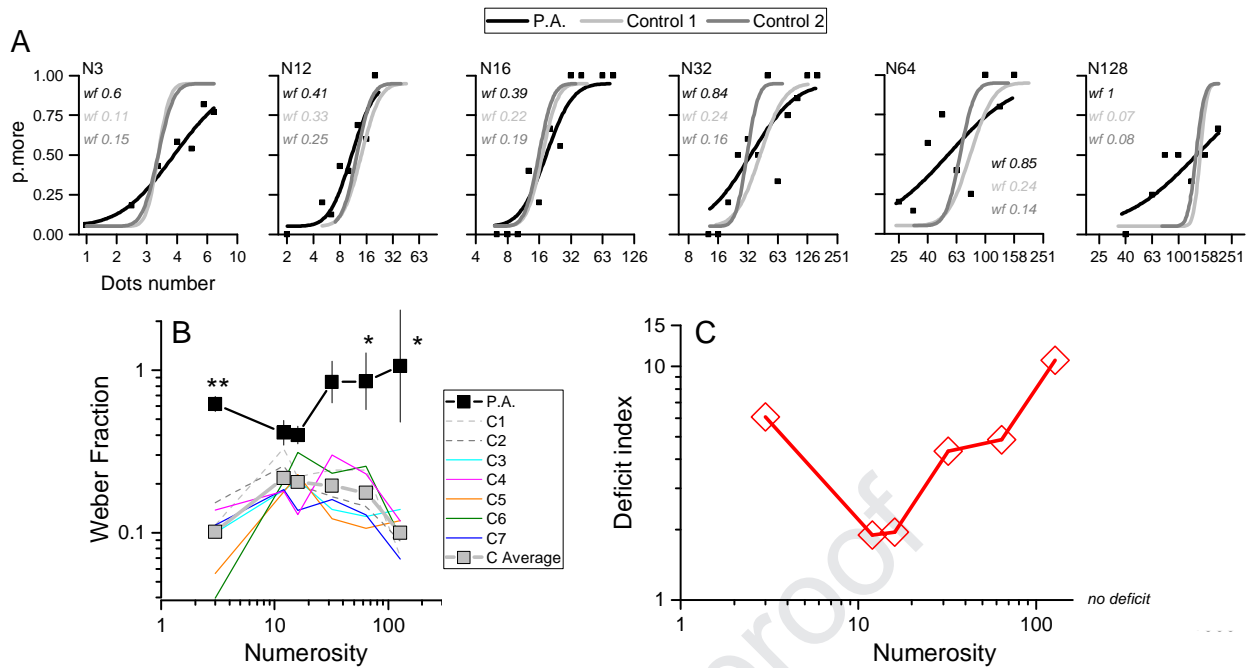 P.A. Control 1 Control 2
A
N3 N12 N16 N32 N64 N128
wf 0.6 wf 0.41 wf 0.39 wf 0.84 wf 1
wf 0.11 wf 0.33 wf 0.22 wf 0.24 wf 0.07
wf 0.15 wf 0.25 wf 0.19 wf 0.16 wf 0.08
wf 0.85
wf 0.24
wf 0.14
p.more
1.00
0.75
0.50
0.25
0.00
1 2 3 4 6 10
2 4 8 16 32 63
4 8 16 32 63 126
8 16 32 63 126 251
25 40 63 100 158 251
25 40 63 100 158 251
Dots number
B
Weber Fraction
1
0.1
** * *
1 10 100
Numerosity
P.A.
C1
C2
C3
C4
C5
C6
C7
C Average
C
Deficit index
15
10
1
1 10 100
Numerosity
no deficit
proof